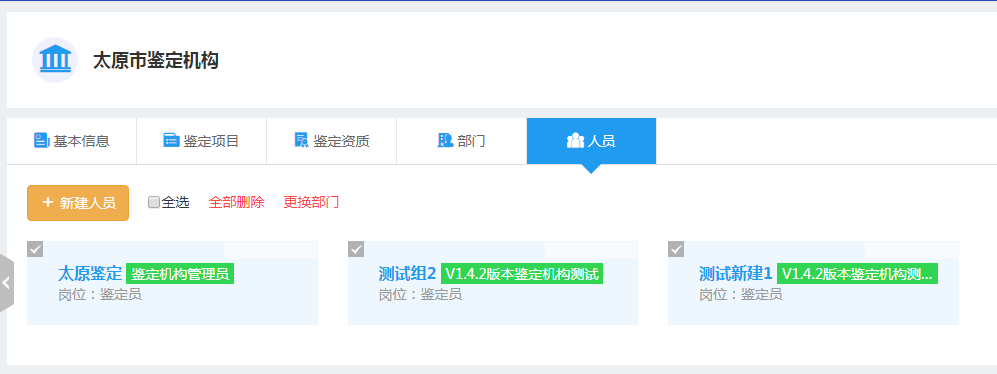 太原市鉴定机构
基本信息 鉴定项目 鉴定资质 部门 人员
+ 新建人员 全选 全部删除 更换部门
太原鉴定 鉴定机构管理员 测试组2 V1.4.2版本鉴定机构测试 测试新建1 V1.4.2版本鉴定机构测...
岗位：鉴定员 岗位：鉴定员 岗位：鉴定员